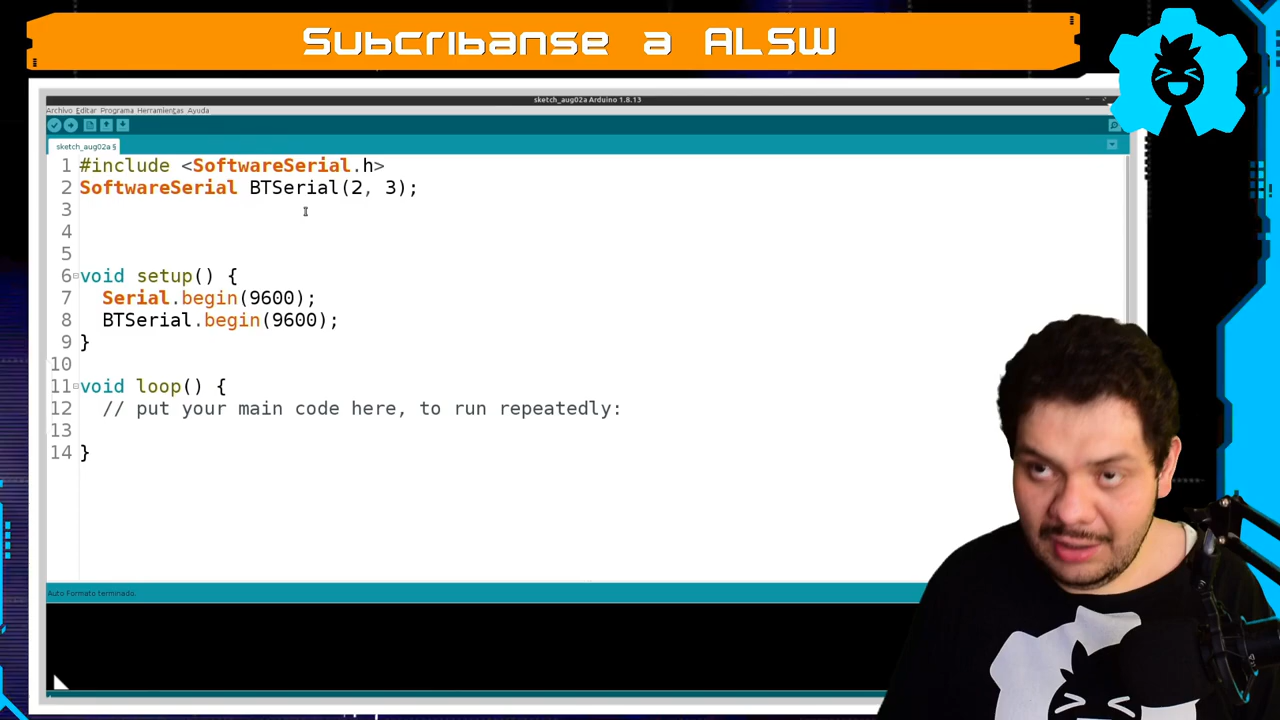 Subcribanse a ALSW
sketch_aug02a Arduino 1.8.13
Archivo Editar Programa Herramientas Ayuda
sketch_aug02a §
1 #include <SoftwareSerial.h>
2 SoftwareSerial BTSerial(2, 3);
3
4
5
6 void setup() {
7 Serial.begin(9600);
8 BTSerial.begin(9600);
9 }
10
11 void loop() {
12 // put your main code here, to run repeatedly:
13
14 }
Auto Formato terminado.